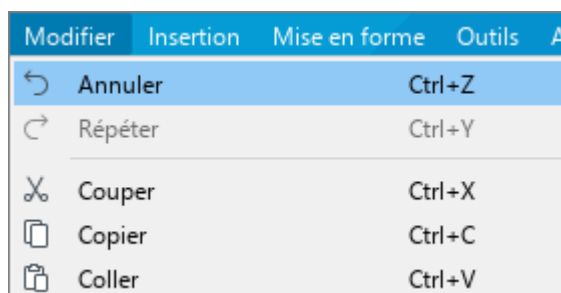 Modifier Insertion Mise en forme Outils
Annuler Ctrl+Z
Répéter Ctrl+Y
Couper Ctrl+X
Copier Ctrl+C
Coller Ctrl+V